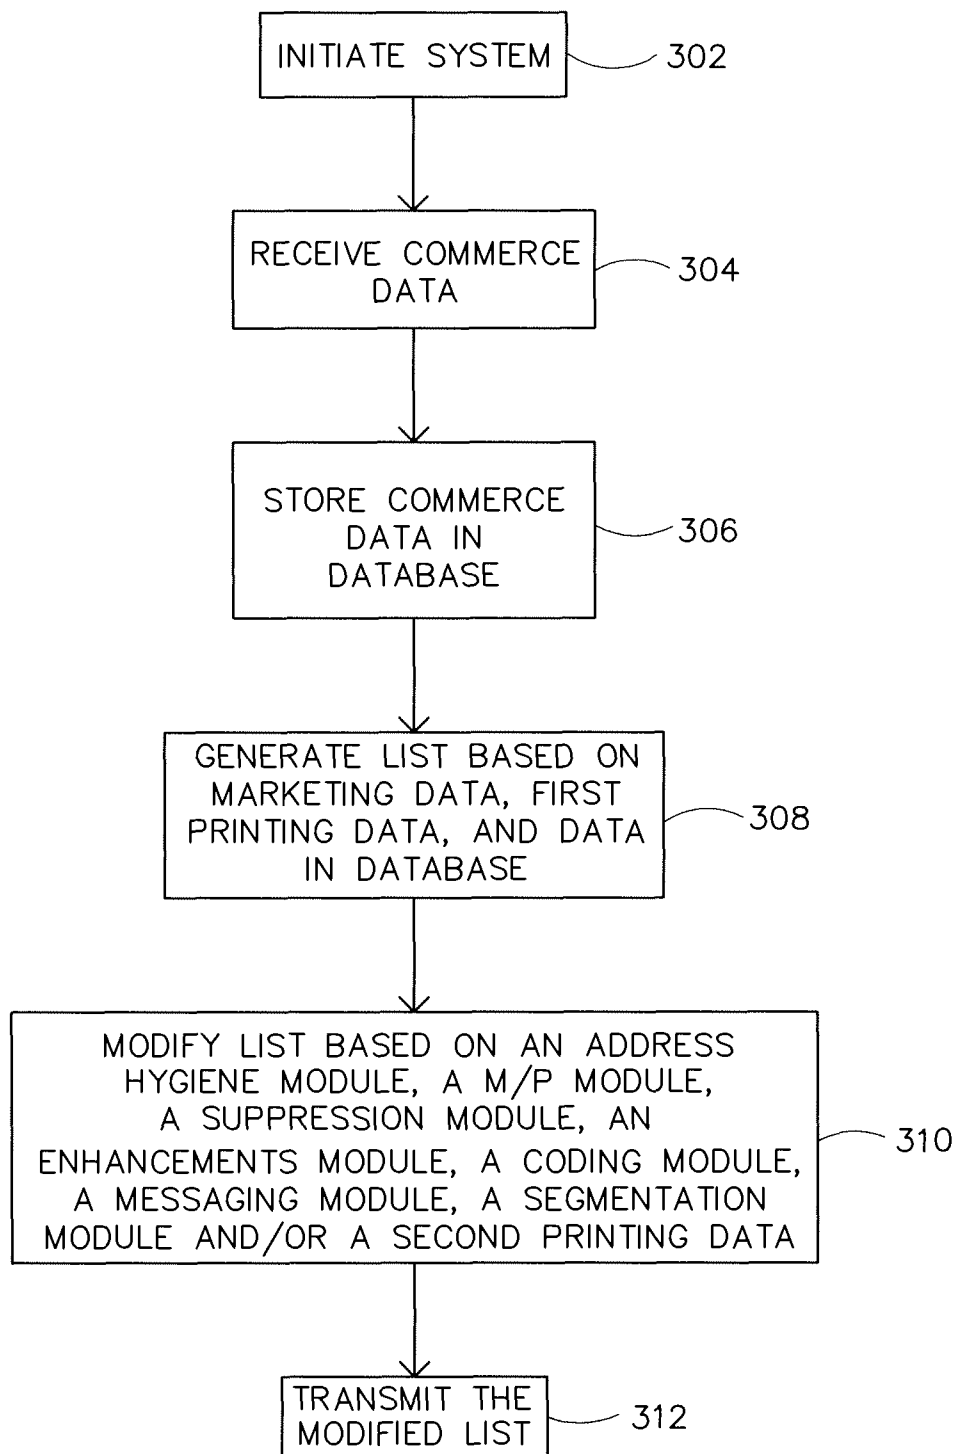 INITIATE SYSTEM
302
RECEIVE COMMERCE
DATA
304
STORE COMMERCE
DATA IN
DATABASE
306
GENERATE LIST BASED ON
MARKETING DATA, FIRST
PRINTING DATA, AND DATA
IN DATABASE
308
MODIFY LIST BASED ON AN ADDRESS
HYGIENE MODULE, A M/P MODULE,
A SUPPRESSION MODULE, AN
ENHANCEMENTS MODULE, A CODING MODULE,
A MESSAGING MODULE, A SEGMENTATION
MODULE AND/OR A SECOND PRINTING DATA
310
TRANSMIT THE
MODIFIED LIST
312